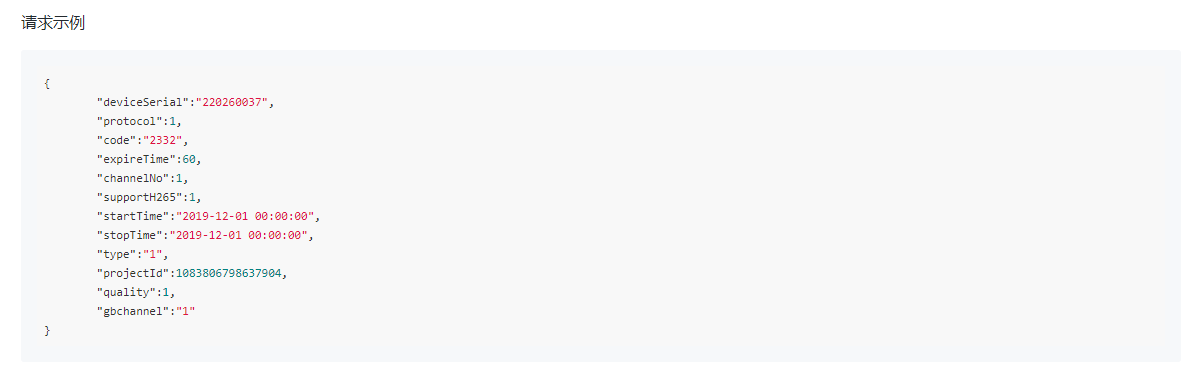 请求示例
{
"deviceSerial":"220260037",
"protocol":1,
"code":"2332",
"expireTime":60,
"channelNo":1,
"supportH265":1,
"startTime":"2019-12-01 00:00:00",
"stopTime":"2019-12-01 00:00:00",
"type":"1",
"projectId":1083806798637904,
"quality":1,
"gbchannel":"1"
}